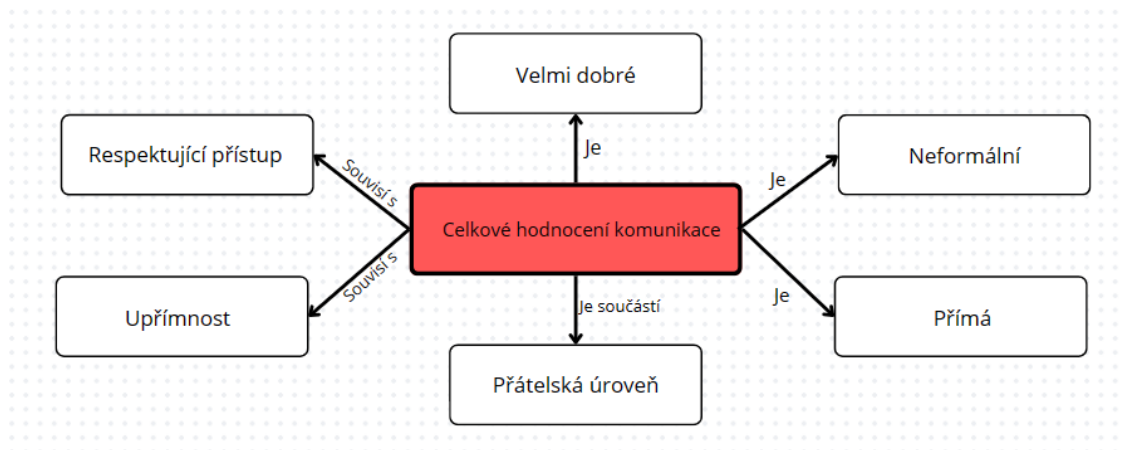 Velmi dobré
Respektující přístup
Souvisí s
Je
Je
Neformální
Celkové hodnocení komunikace
Souvisí s
Je součástí
Je
Upřímnost
Přímá
Přátelská úroveň